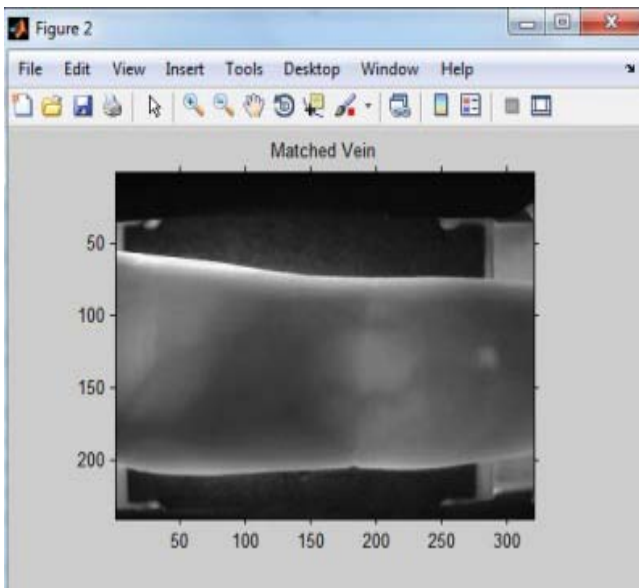 Figure 2
File Edit View Insert Tools Desktop Window Help
Matched Vein
50
100
150
200
50 100 150 200 250 300